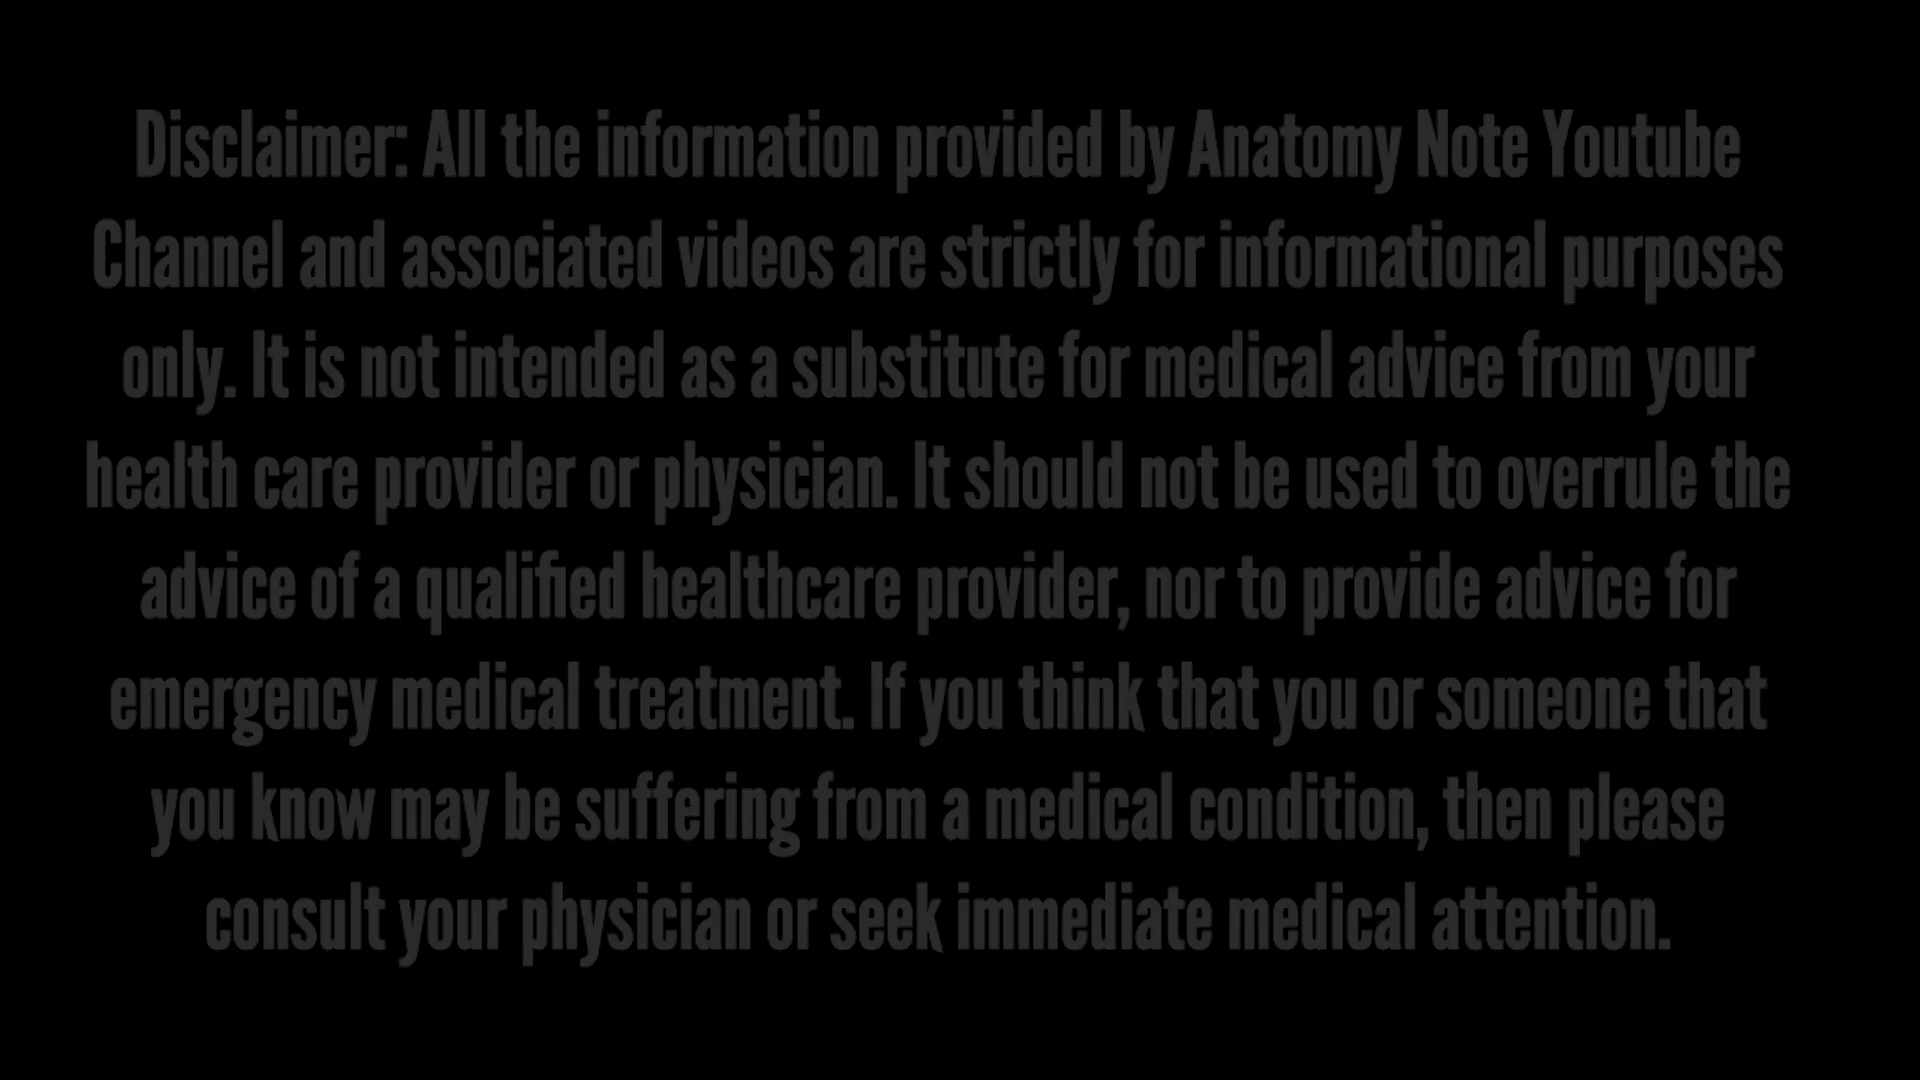 Disclaimer: All the information provided by Anatomy Note Youtube
Channel and associated videos are strictly for informational purposes
only. It is not intended as a substitute for medical advice from your
health care provider or physician. It should not be used to overrule the
advice of a qualified healthcare provider, nor to provide advice for
emergency medical treatment. If you think that you or someone that
you know may be suffering from a medical condition, then please
consult your physician or seek immediate medical attention.